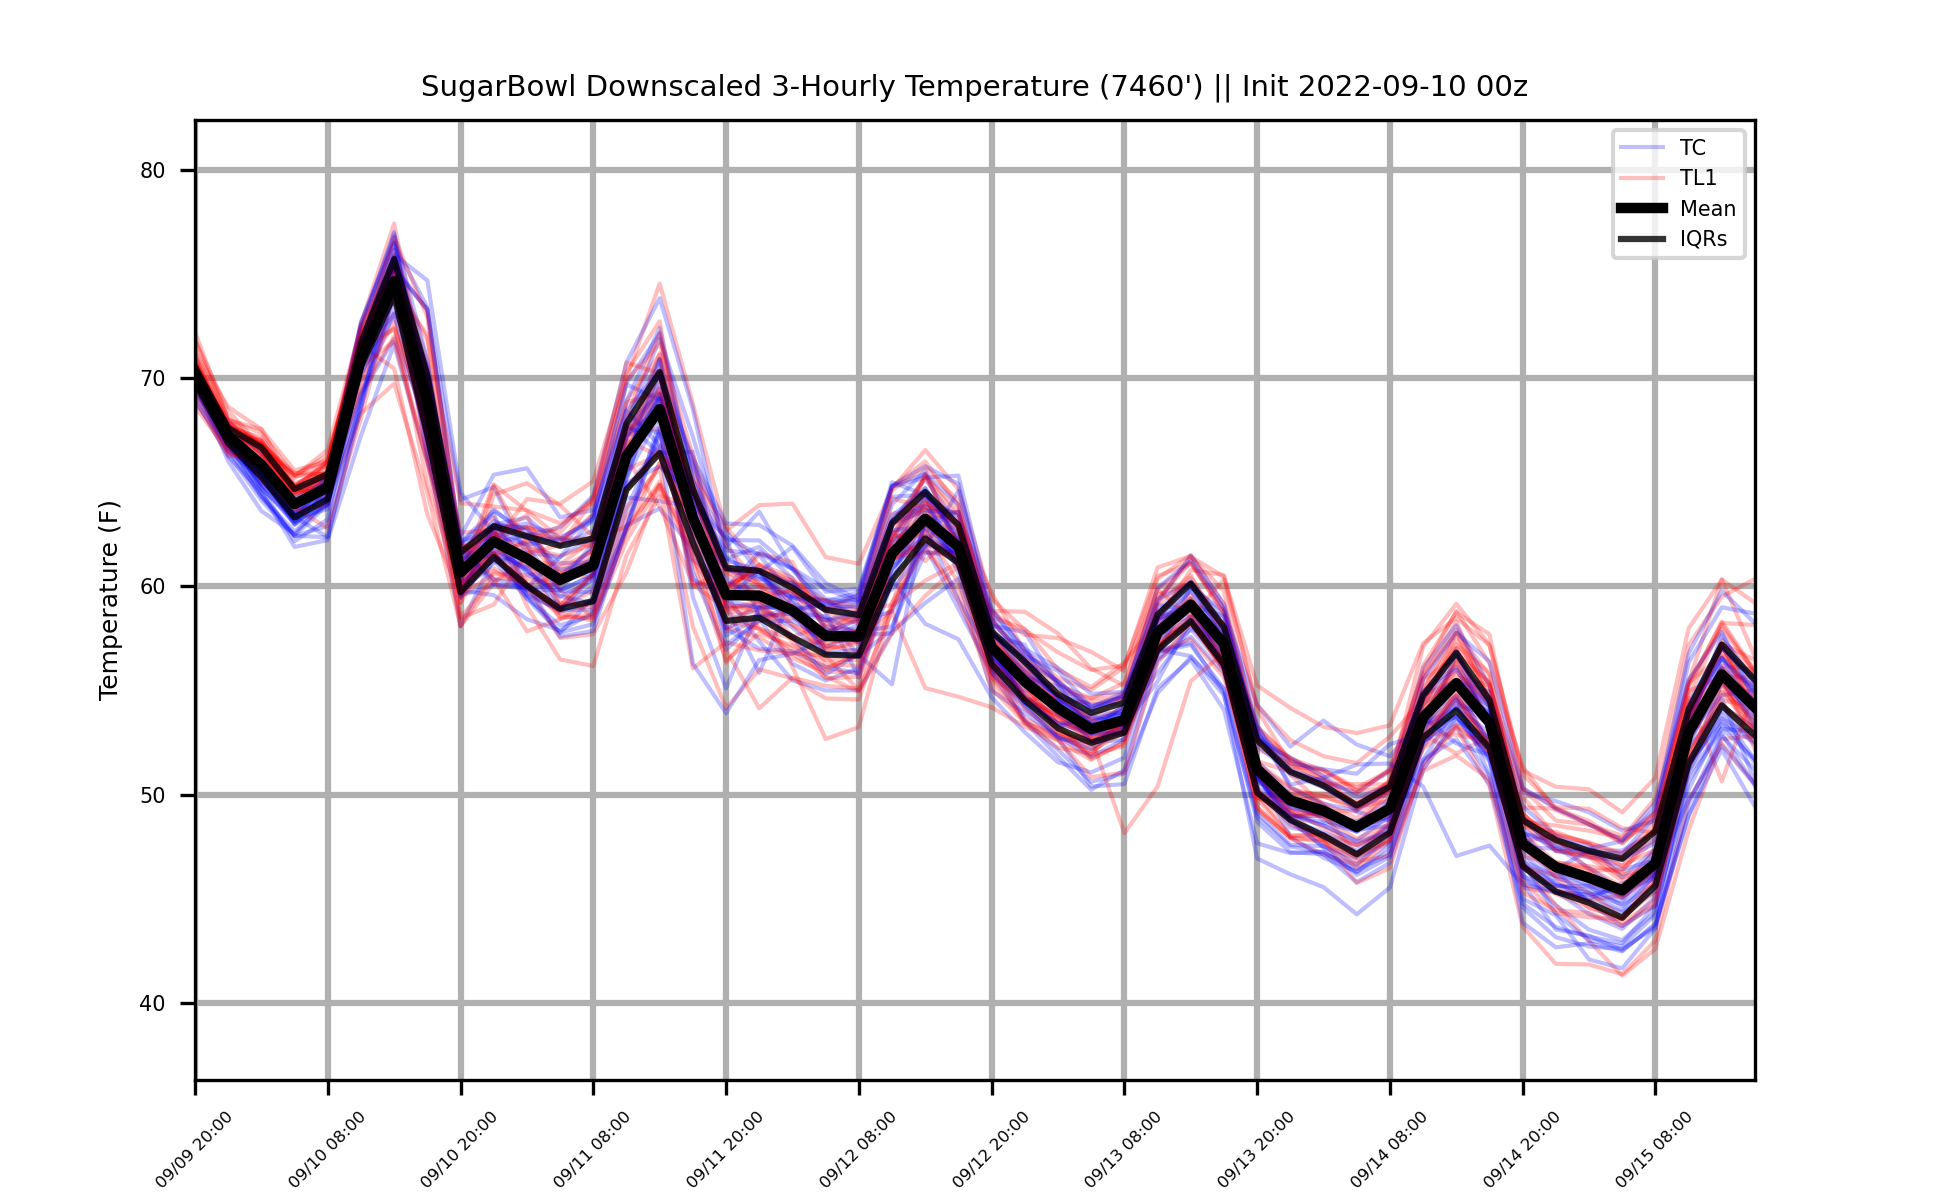 SugarBowl Downscaled 3-Hourly Temperature (7460') || Init 2022-09-10 00z
TC
TL1
Mean
IQRs
Temperature (F)
80
70
60
50
40
09/09 20:00
09/10 08:00
09/10 20:00
09/11 08:00
09/11 20:00
09/12 08:00
09/12 20:00
09/13 08:00
09/13 20:00
09/14 08:00
09/14 20:00
09/15 08:00